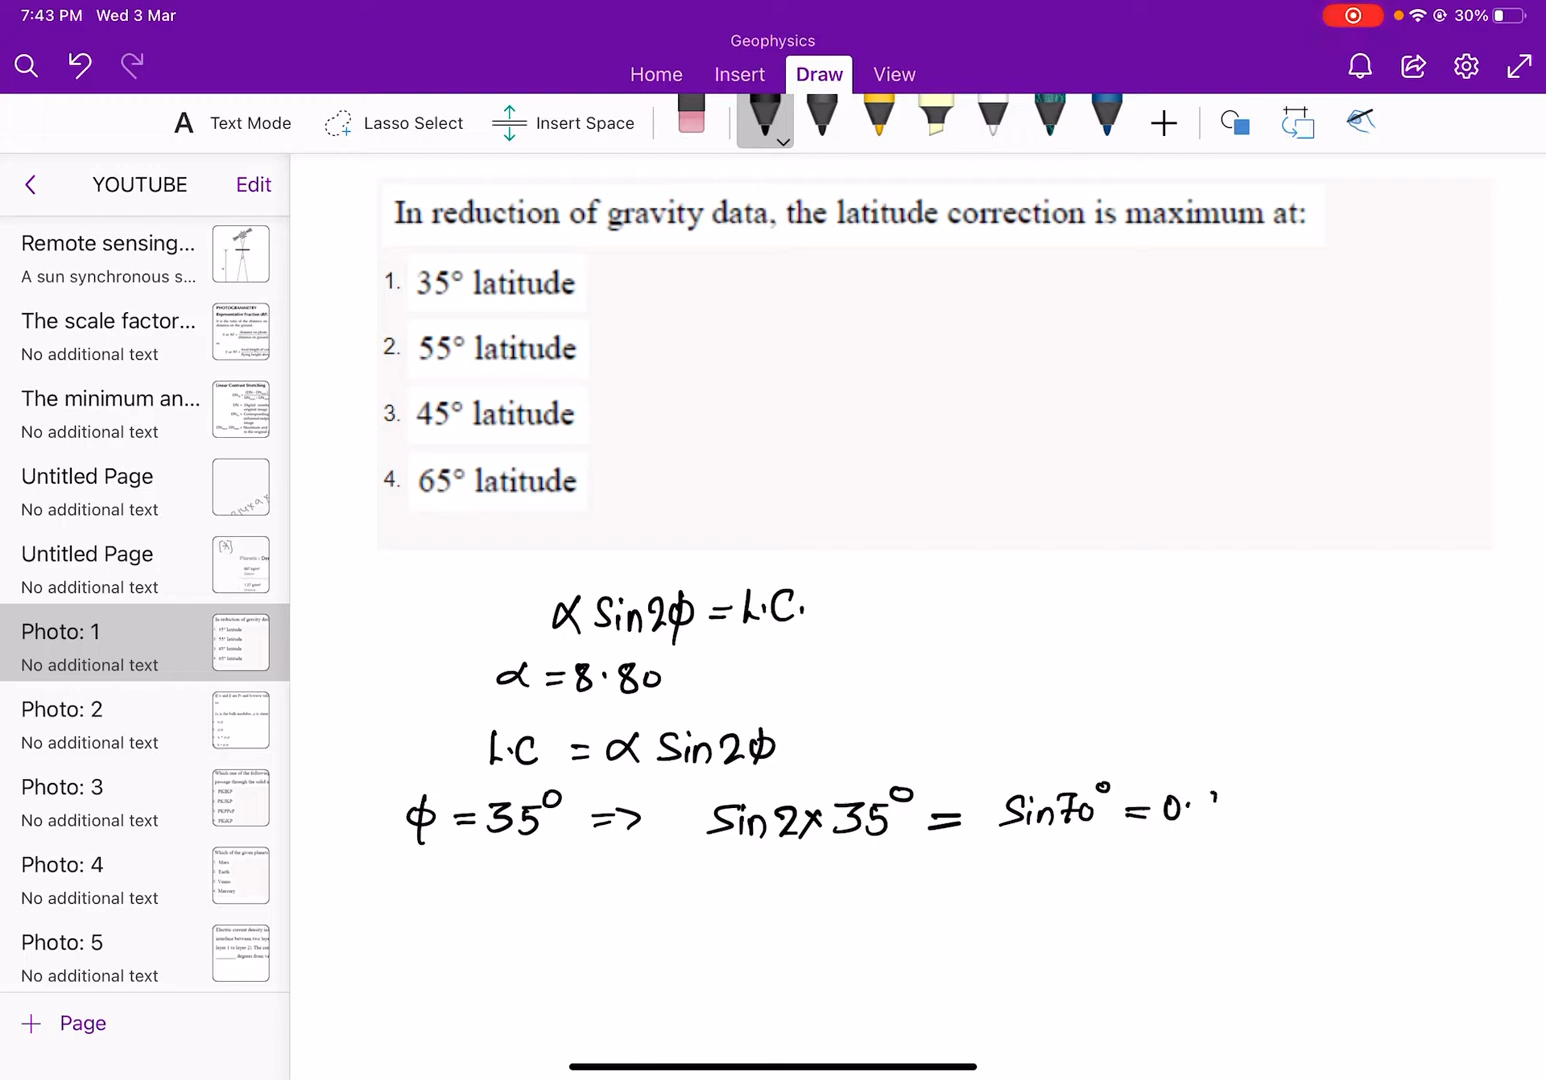 7:43 PM Wed 3 Mar
30%
Geophysics
Home Insert Draw View
Text Mode Lasso Select Insert Space
YOUTUBE Edit
Remote sensing...
A sun synchronous s...
The scale factor...
No additional text
The minimum an...
No additional text
Untitled Page
No additional text
Untitled Page
No additional text
Photo: 1
No additional text
Photo: 2
No additional text
Photo: 3
No additional text
Photo: 4
No additional text
Photo: 5
No additional text
+ Page
In reduction of gravity data, the latitude correction is maximum at:
1. 35° latitude
2. 55° latitude
3. 45° latitude
4. 65° latitude
α Sin2ϕ = L.C.
α = 8.80
L.C = α Sin2ϕ
ϕ = 35° => Sin2×35° = Sin70° = 0.